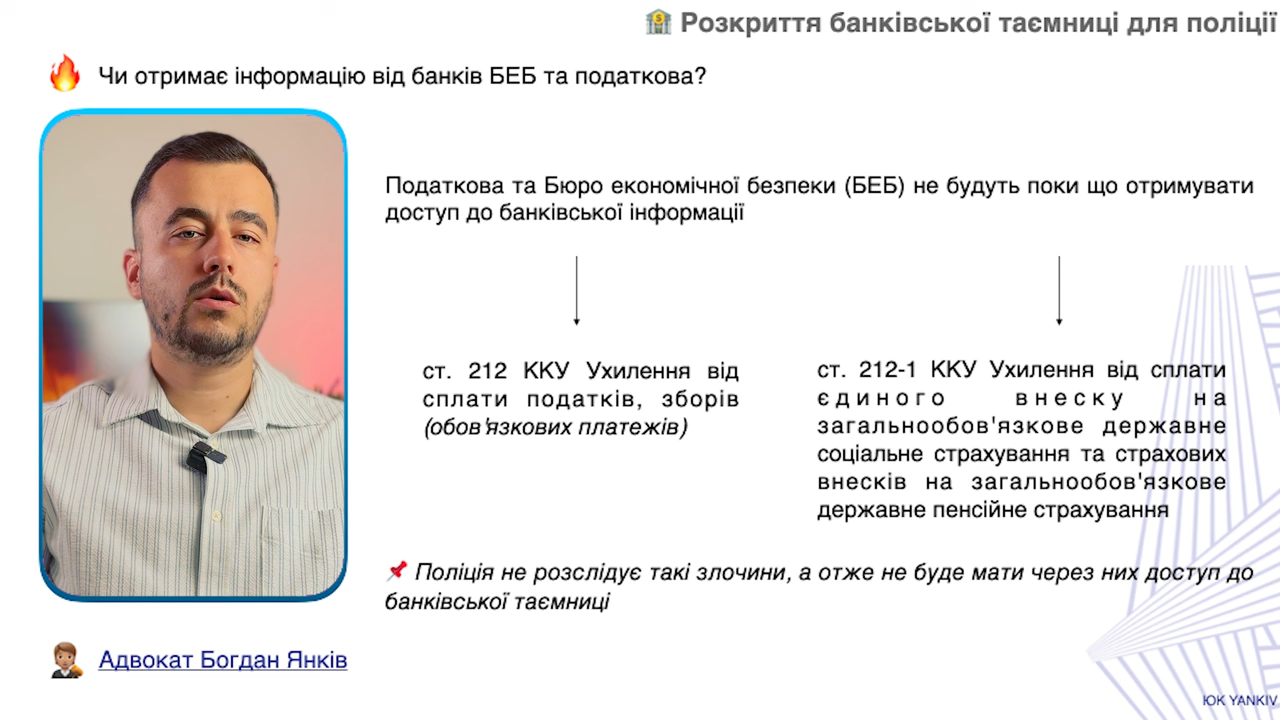 Розкриття банківської таємниці для поліції
Чи отримає інформацію від банків БЕБ та податкова?
Податкова та Бюро економічної безпеки (БЕБ) не будуть поки що отримувати
доступ до банківської інформації
ст. 212 ККУ Ухилення від
сплати податків, зборів
(обов'язкових платежів)
ст. 212-1 ККУ Ухилення від сплати
єдиного внеску на
загальнообов'язкове державне
соціальне страхування та страхових
внесків на загальнообов'язкове
державне пенсійне страхування
Поліція не розслідує такі злочини, а отже не буде мати через них доступ до
банківської таємниці
Адвокат Богдан Янків
ЮК YANKIV